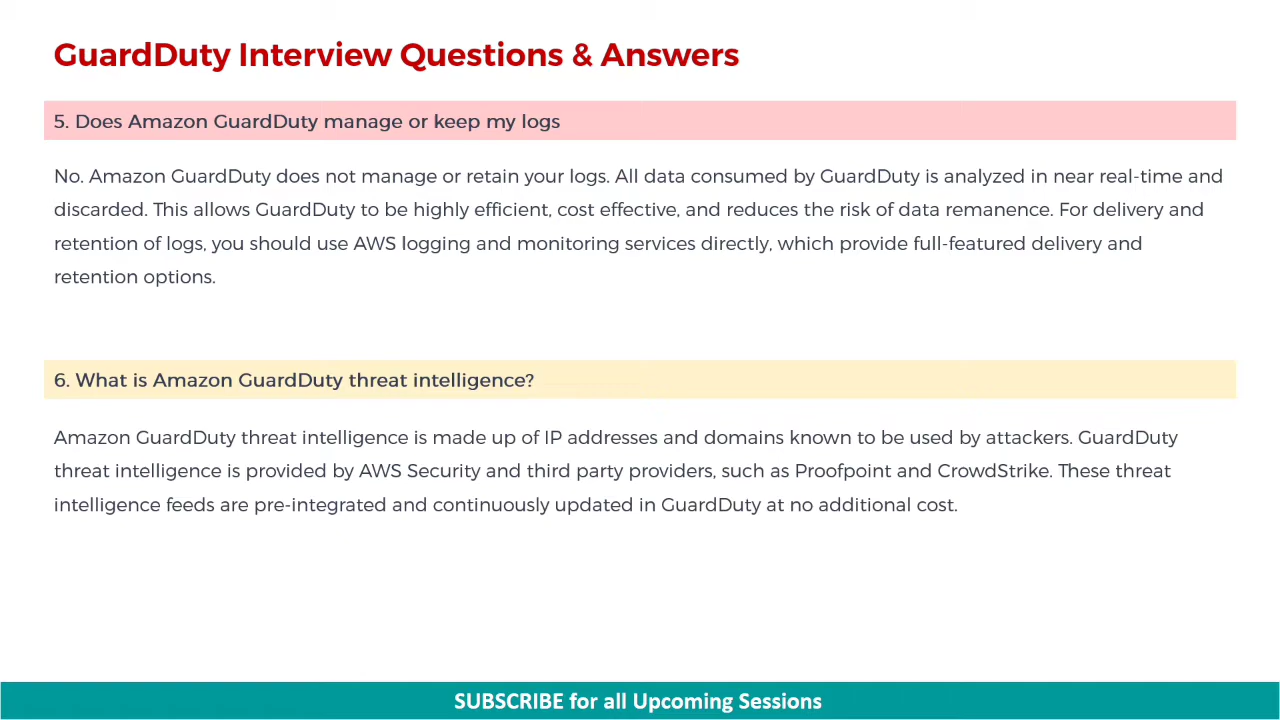 GuardDuty Interview Questions & Answers
5. Does Amazon GuardDuty manage or keep my logs
No. Amazon GuardDuty does not manage or retain your logs. All data consumed by GuardDuty is analyzed in near real-time and
discarded. This allows GuardDuty to be highly efficient, cost effective, and reduces the risk of data remanence. For delivery and
retention of logs, you should use AWS logging and monitoring services directly, which provide full-featured delivery and
retention options.
6. What is Amazon GuardDuty threat intelligence?
Amazon GuardDuty threat intelligence is made up of IP addresses and domains known to be used by attackers. GuardDuty
threat intelligence is provided by AWS Security and third party providers, such as Proofpoint and CrowdStrike. These threat
intelligence feeds are pre-integrated and continuously updated in GuardDuty at no additional cost.
SUBSCRIBE for all Upcoming Sessions